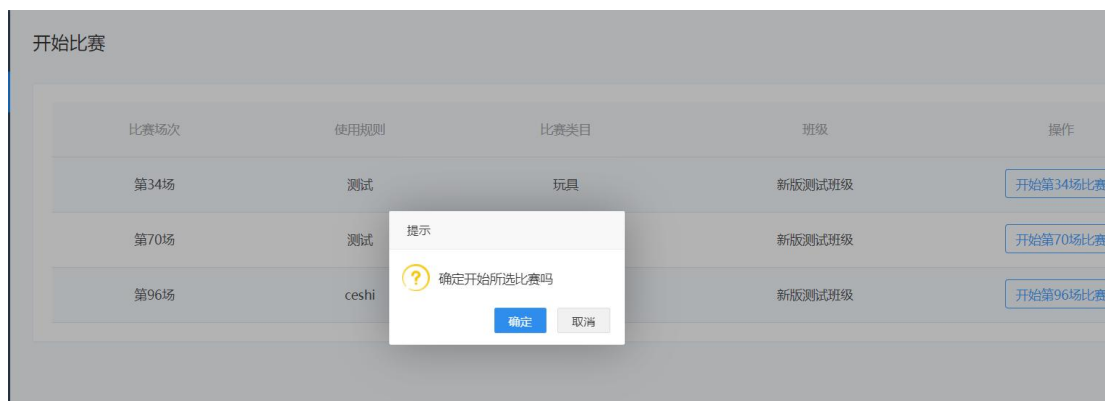 开始比赛
比赛场次 使用规则 比赛类目 班级 操作
第34场 测试 玩具 新版测试班级 开始第34场比赛
第70场 测试 新版测试班级 开始第70场比赛
第96场 ceshi 新版测试班级 开始第96场比赛
提示
确定开始所选比赛吗
确定 取消